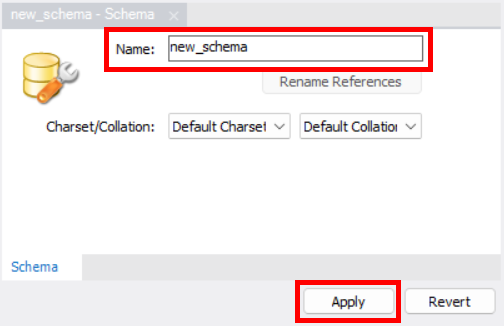 new_schema - Schema ×
Name: new_schema
Rename References
Charset/Collation: Default Charset Default Collation
Schema
Apply Revert